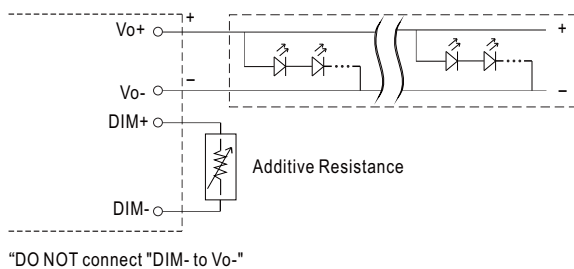 Vo+
+
+
−
Vo-
−
DIM+
Additive Resistance
DIM-
“DO NOT connect "DIM- to Vo-"